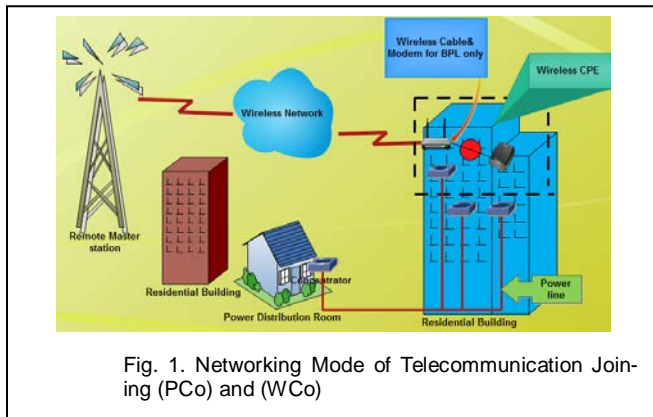 Wireless Cable&
Modem for BPL only
Wireless CPE
Wireless Network
Remote Master
station
Residential Building
Concentrator
Power Distribution Room
Power
line
Residential Building
Fig. 1. Networking Mode of Telecommunication Join-
ing (PCo) and (WCo)